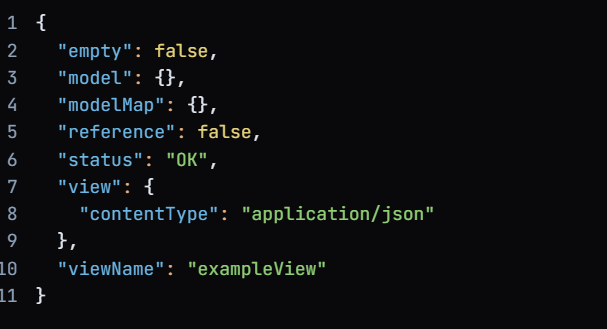 1 {
2   "empty": false,
3   "model": {},
4   "modelMap": {},
5   "reference": false,
6   "status": "OK",
7   "view": {
8     "contentType": "application/json"
9   },
10   "viewName": "exampleView"
11 }